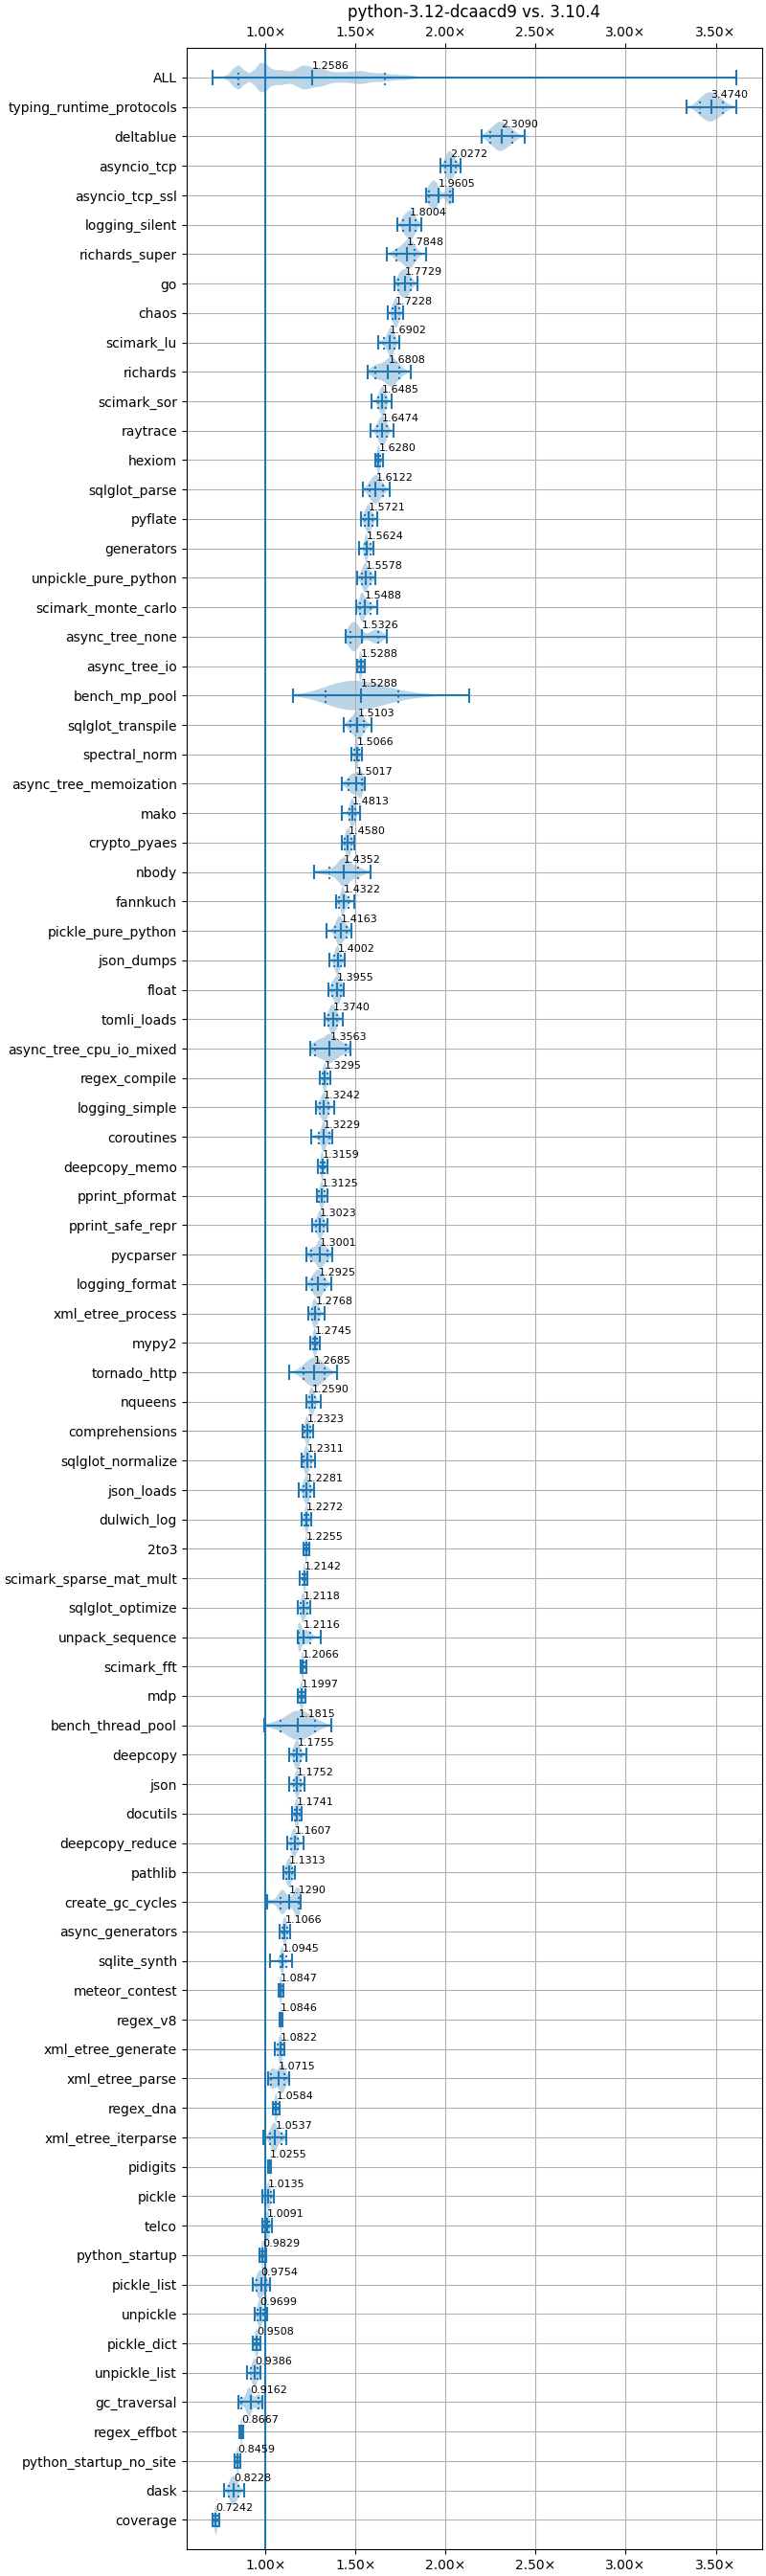 python-3.12-dcaacd9 vs. 3.10.4
1.00× 1.50× 2.00× 2.50× 3.00× 3.50×
ALL 1.2586
typing_runtime_protocols 3.4740
deltablue 2.3090
asyncio_tcp 2.0272
asyncio_tcp_ssl 1.9605
logging_silent 1.8004
richards_super 1.7848
go 1.7729
chaos 1.7228
scimark_lu 1.6902
richards 1.6808
scimark_sor 1.6485
raytrace 1.6474
hexiom 1.6280
sqlglot_parse 1.6122
pyflate 1.5721
generators 1.5624
unpickle_pure_python 1.5578
scimark_monte_carlo 1.5488
async_tree_none 1.5326
async_tree_io 1.5288
bench_mp_pool 1.5288
sqlglot_transpile 1.5103
spectral_norm 1.5066
async_tree_memoization 1.5017
mako 1.4813
crypto_pyaes 1.4580
nbody 1.4352
fannkuch 1.4322
pickle_pure_python 1.4163
json_dumps 1.4002
float 1.3955
tomli_loads 1.3740
async_tree_cpu_io_mixed 1.3563
regex_compile 1.3295
logging_simple 1.3242
coroutines 1.3229
deepcopy_memo 1.3159
pprint_pformat 1.3125
pprint_safe_repr 1.3023
pycparser 1.3001
logging_format 1.2925
xml_etree_process 1.2768
mypy2 1.2745
tornado_http 1.2685
nqueens 1.2590
comprehensions 1.2323
sqlglot_normalize 1.2311
json_loads 1.2281
dulwich_log 1.2272
2to3 1.2255
scimark_sparse_mat_mult 1.2142
sqlglot_optimize 1.2118
unpack_sequence 1.2116
scimark_fft 1.2066
mdp 1.1997
bench_thread_pool 1.1815
deepcopy 1.1755
json 1.1752
docutils 1.1741
deepcopy_reduce 1.1607
pathlib 1.1313
create_gc_cycles 1.1290
async_generators 1.1066
sqlite_synth 1.0945
meteor_contest 1.0847
regex_v8 1.0846
xml_etree_generate 1.0822
xml_etree_parse 1.0715
regex_dna 1.0584
xml_etree_iterparse 1.0537
pidigits 1.0255
pickle 1.0135
telco 1.0091
python_startup 0.9829
pickle_list 0.9754
unpickle 0.9699
pickle_dict 0.9508
unpickle_list 0.9386
gc_traversal 0.9162
regex_effbot 0.8667
python_startup_no_site 0.8459
dask 0.8228
coverage 0.7242
1.00× 1.50× 2.00× 2.50× 3.00× 3.50×